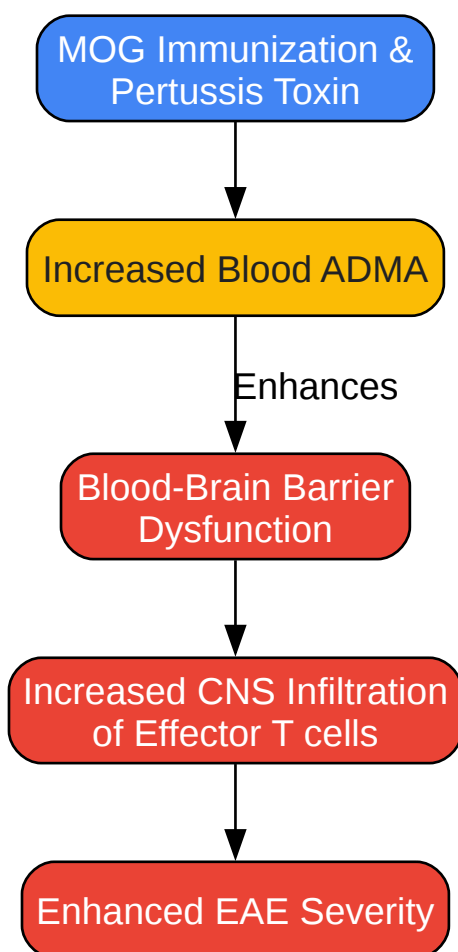 MOG Immunization &
Pertussis Toxin
Increased Blood ADMA
Enhances
Blood-Brain Barrier
Dysfunction
Increased CNS Infiltration
of Effector T cells
Enhanced EAE Severity